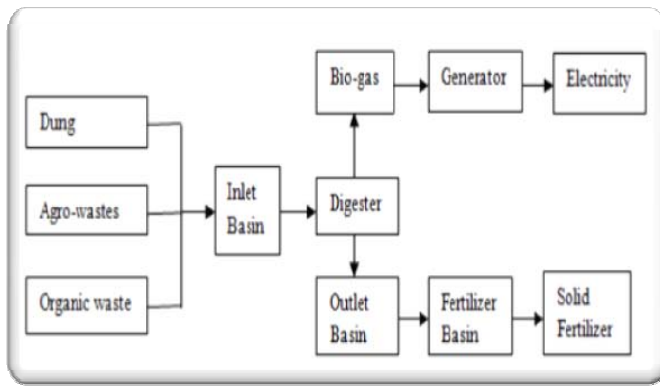 Dung
Agro-wastes
Organic waste
Inlet
Basin
Digester
Bio-gas
Generator
Electricity
Outlet
Basin
Fertilizer
Basin
Solid
Fertilizer